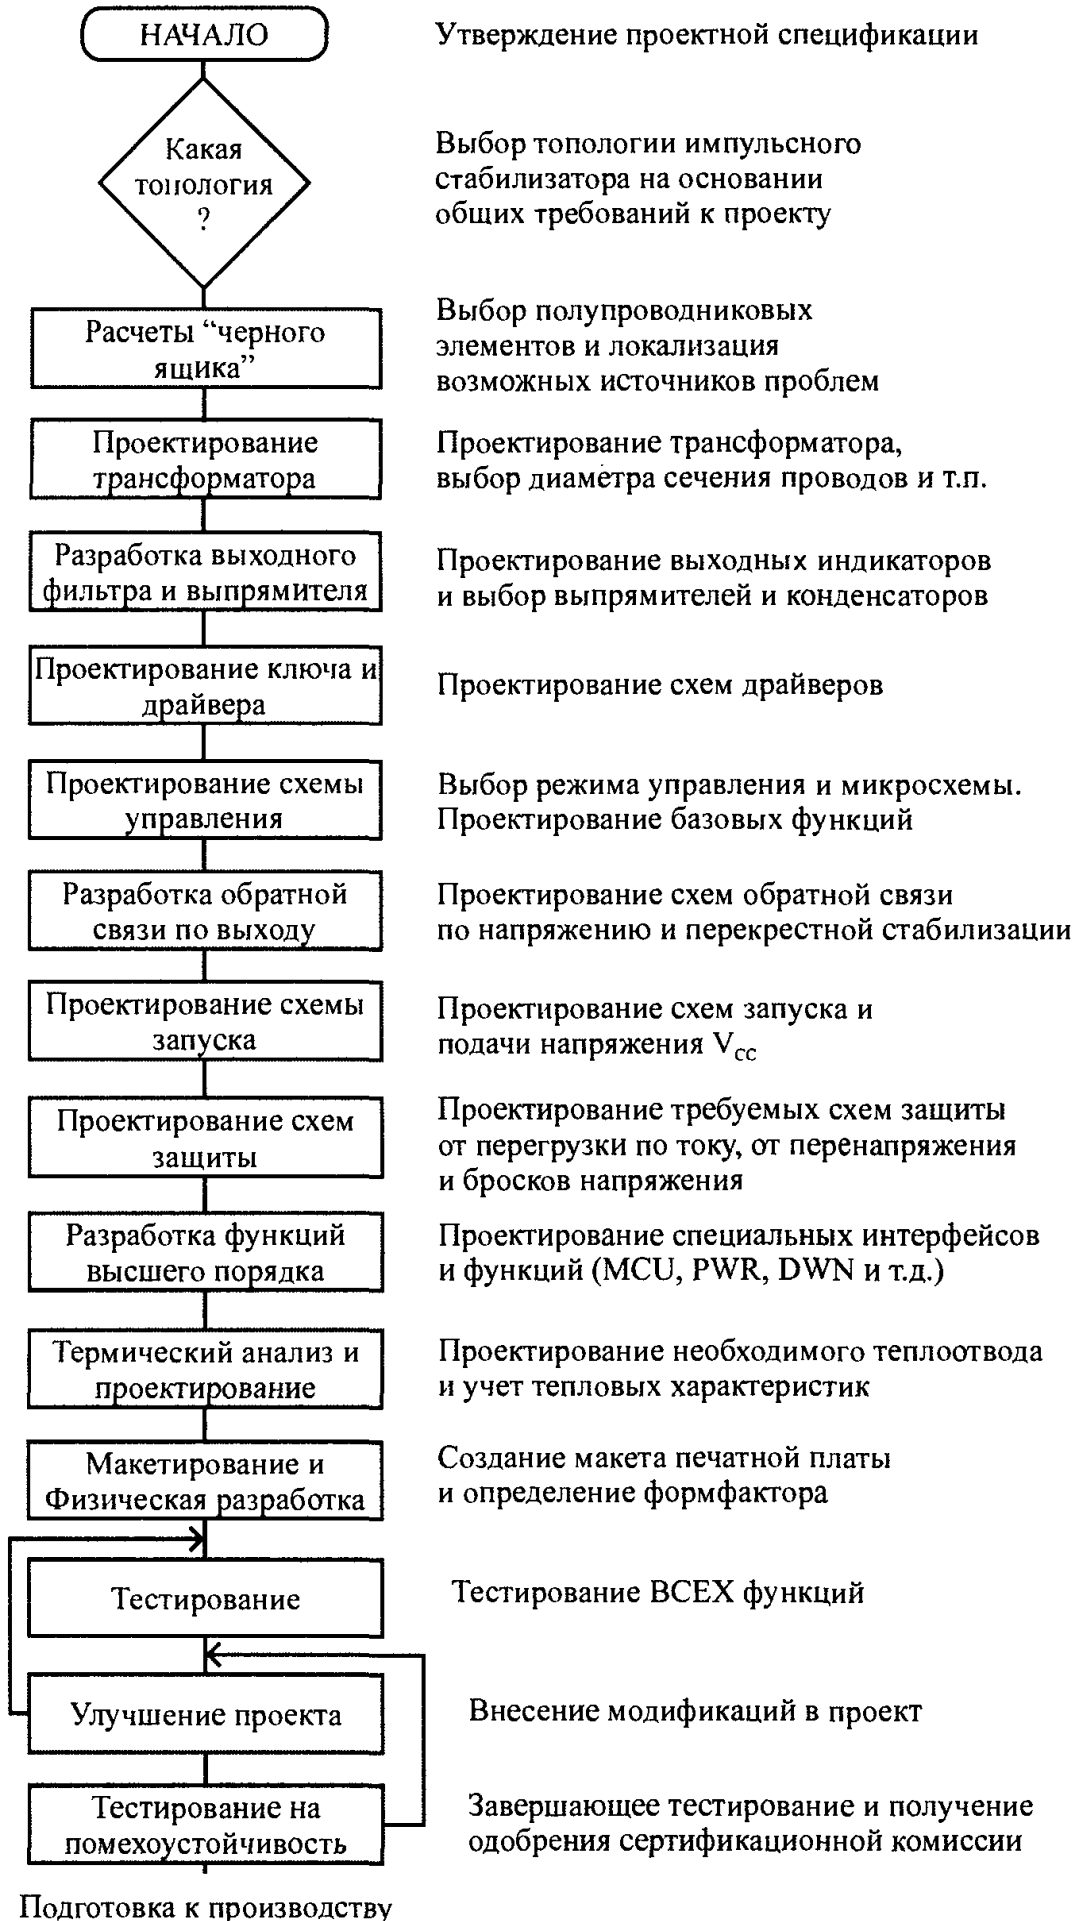 НАЧАЛО
Утверждение проектной спецификации
Какая
топология
?
Выбор топологии импульсного
стабилизатора на основании
общих требований к проекту
Расчеты “черного
ящика”
Выбор полупроводниковых
элементов и локализация
возможных источников проблем
Проектирование
трансформатора
Проектирование трансформатора,
выбор диаметра сечения проводов и т.п.
Разработка выходного
фильтра и выпрямителя
Проектирование выходных индикаторов
и выбор выпрямителей и конденсаторов
Проектирование ключа и
драйвера
Проектирование схем драйверов
Проектирование схемы
управления
Выбор режима управления и микросхемы.
Проектирование базовых функций
Разработка обратной
связи по выходу
Проектирование схем обратной связи
по напряжению и перекрестной стабилизации
Проектирование схемы
запуска
Проектирование схем запуска и
подачи напряжения Vcc
Проектирование схем
защиты
Проектирование требуемых схем защиты
от перегрузки по току, от перенапряжения
и бросков напряжения
Разработка функций
высшего порядка
Проектирование специальных интерфейсов
и функций (MCU, PWR, DWN и т.д.)
Термический анализ и
проектирование
Проектирование необходимого теплоотвода
и учет тепловых характеристик
Макетирование и
Физическая разработка
Создание макета печатной платы
и определение формфактора
Тестирование
Тестирование ВСЕХ функций
Улучшение проекта
Внесение модификаций в проект
Тестирование на
помехоустойчивость
Завершающее тестирование и получение
одобрения сертификационной комиссии
Подготовка к производству